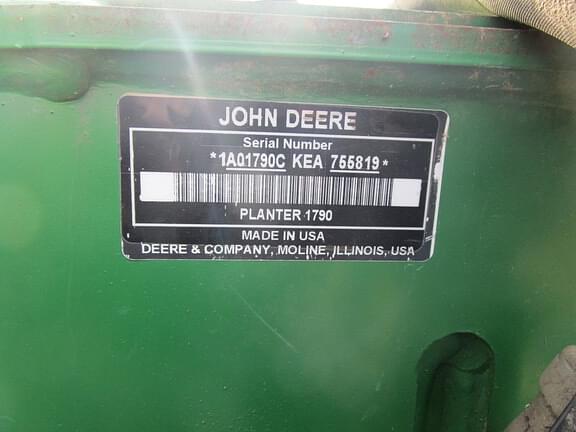 JOHN DEERE
Serial Number
*1A01790C KEA 755819*
PLANTER 1790
MADE IN USA
DEERE & COMPANY, MOLINE, ILLINOIS, USA